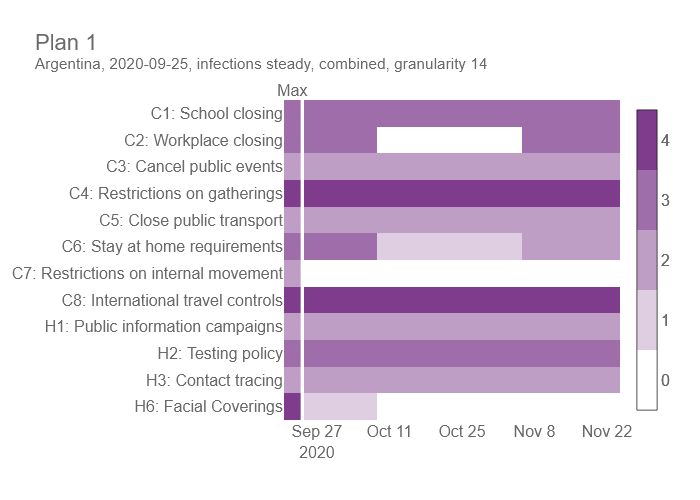 Plan 1
Argentina, 2020-09-25, infections steady, combined, granularity 14
Max
C1: School closing
C2: Workplace closing
C3: Cancel public events
C4: Restrictions on gatherings
C5: Close public transport
C6: Stay at home requirements
C7: Restrictions on internal movement
C8: International travel controls
H1: Public information campaigns
H2: Testing policy
H3: Contact tracing
H6: Facial Coverings
Sep 27 Oct 11 Oct 25 Nov 8 Nov 22
2020
4
3
2
1
0